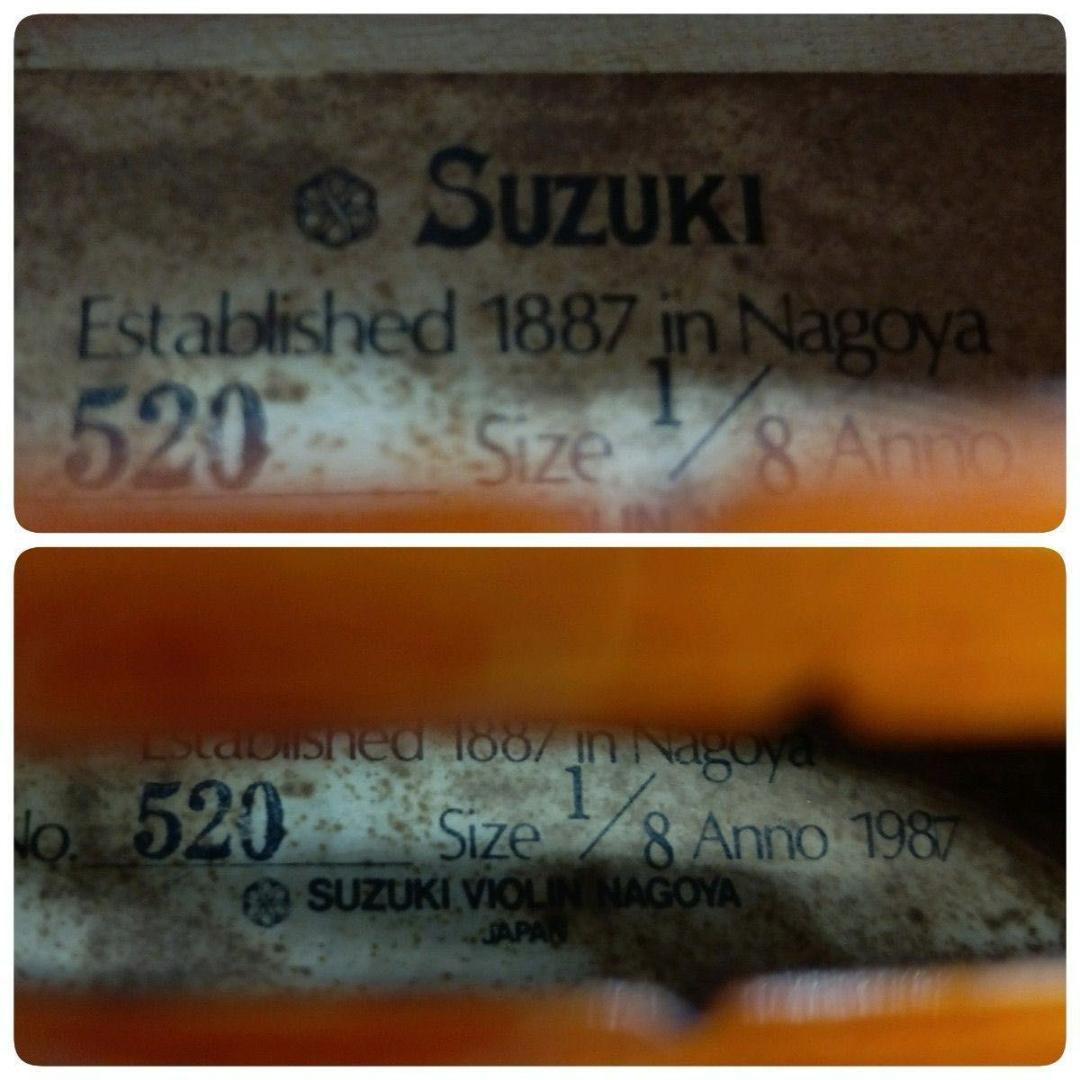 SUZUKI
Established 1887 in Nagoya
520 Size 1/8 Anno
Established 1887 in Nagoya
No. 520 Size 1/8 Anno 1987
SUZUKI VIOLIN NAGOYA
JAPAN